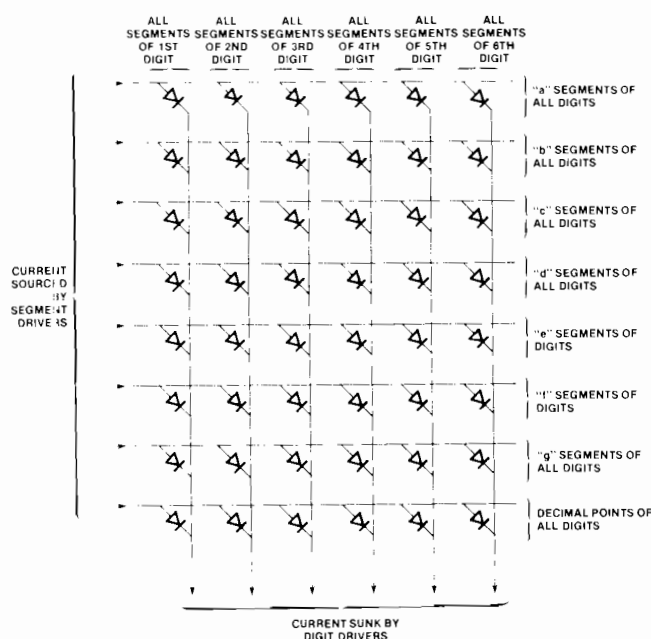 ALL SEGMENTS OF 1ST DIGIT
ALL SEGMENTS OF 2ND DIGIT
ALL SEGMENTS OF 3RD DIGIT
ALL SEGMENTS OF 4TH DIGIT
ALL SEGMENTS OF 5TH DIGIT
ALL SEGMENTS OF 6TH DIGIT
"a" SEGMENTS OF
ALL DIGITS
"b" SEGMENTS OF
ALL DIGITS
"c" SEGMENTS OF
ALL DIGITS
CURRENT
SOURCED
BY
SEGMENT
DRIVERS
"d" SEGMENTS OF
ALL DIGITS
"e" SEGMENTS OF
DIGITS
"f" SEGMENTS OF
DIGITS
"g" SEGMENTS OF
ALL DIGITS
DECIMAL POINTS OF
ALL DIGITS
CURRENT SUNK BY
DIGIT DRIVERS